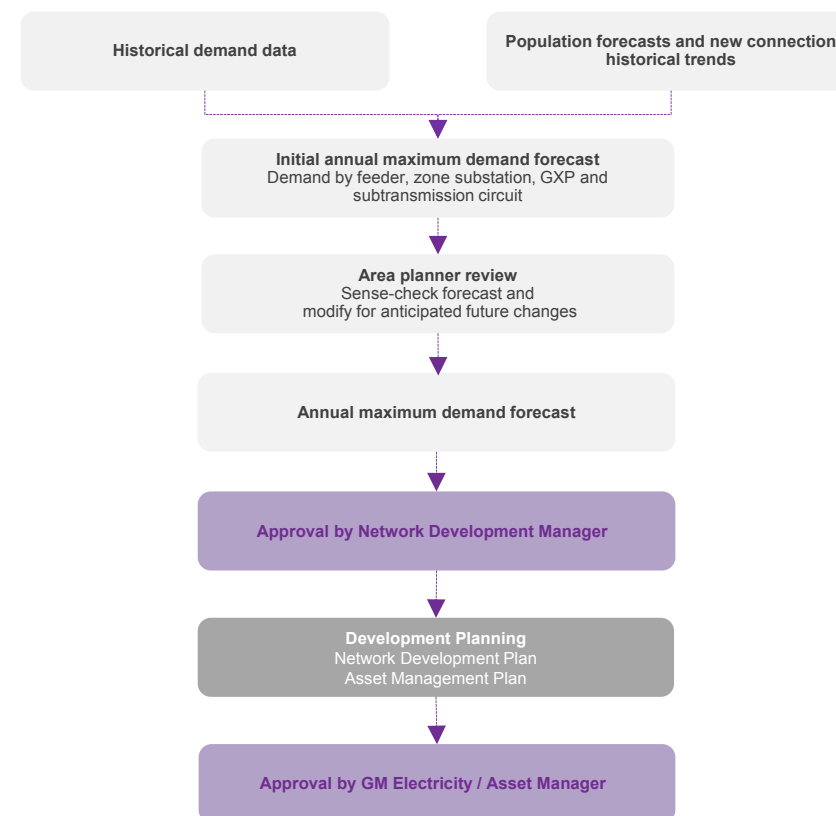 Historical demand data
Population forecasts and new connection
historical trends
Initial annual maximum demand forecast
Demand by feeder, zone substation, GXP and
subtransmission circuit
Area planner review
Sense-check forecast and
modify for anticipated future changes
Annual maximum demand forecast
Approval by Network Development Manager
Development Planning
Network Development Plan
Asset Management Plan
Approval by GM Electricity / Asset Manager